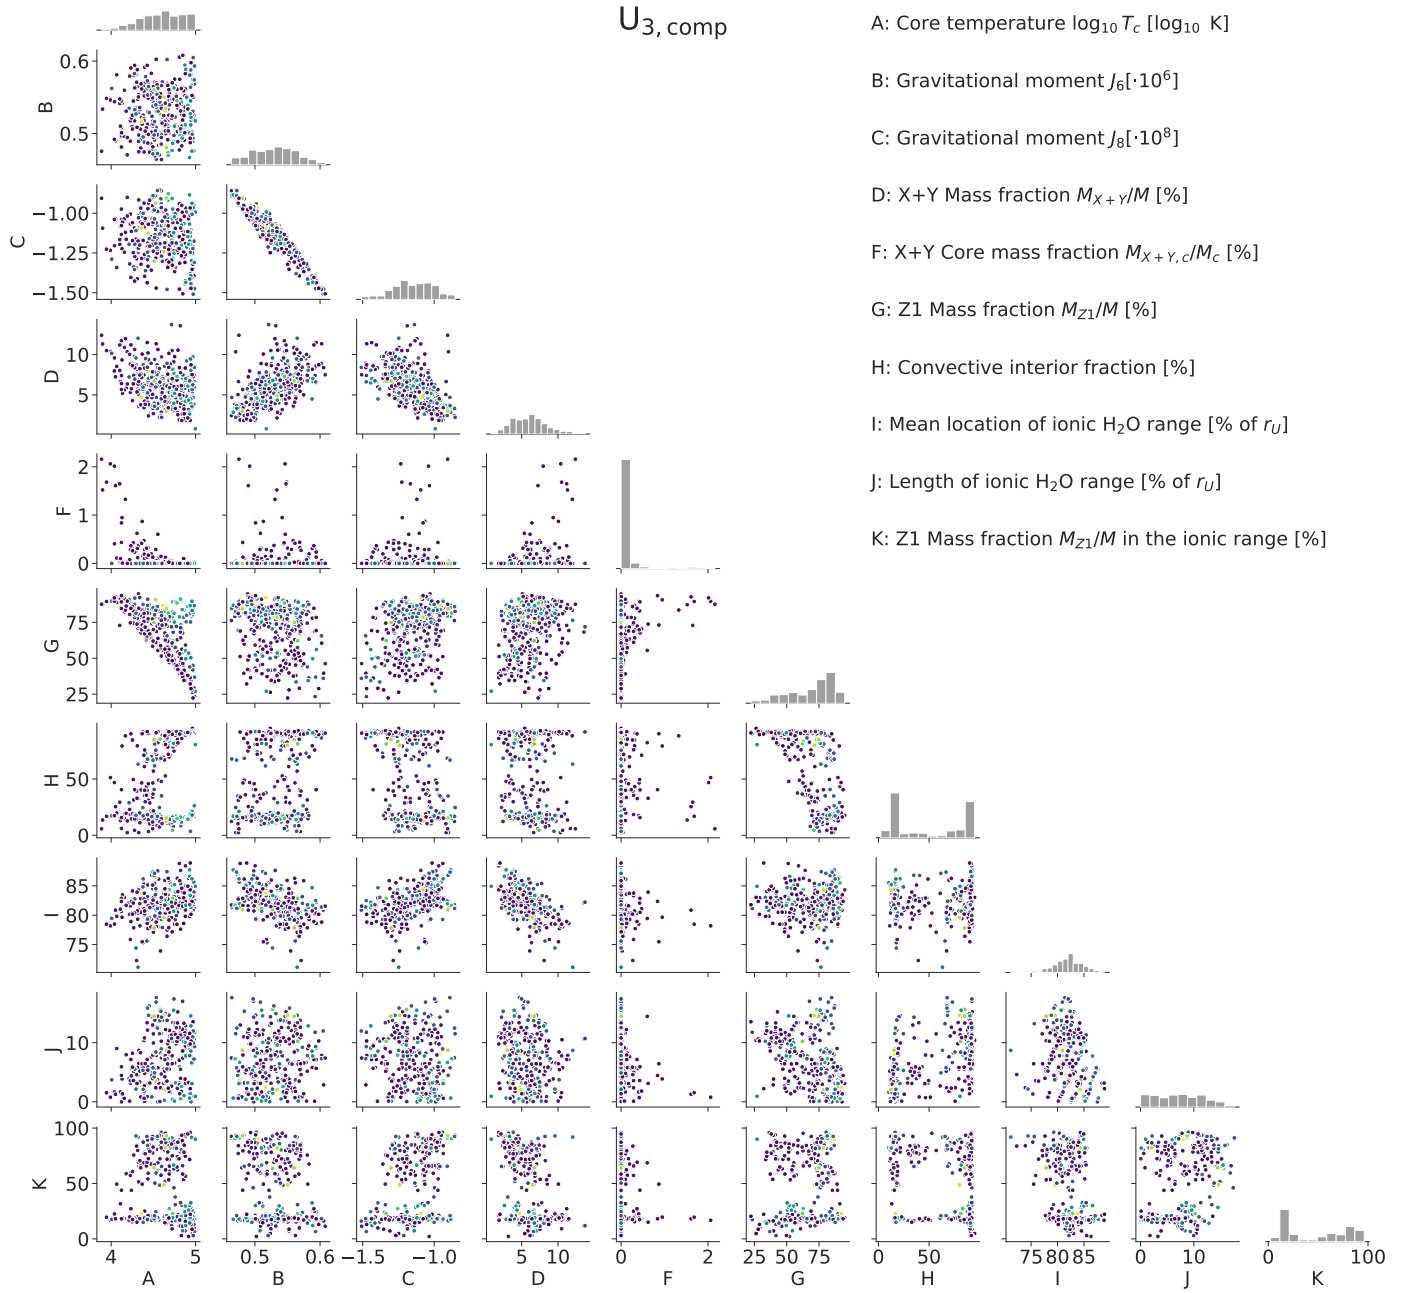 U3, comp
A: Core temperature log10 Tc [log10 K]
B: Gravitational moment J6[·10^6]
C: Gravitational moment J8[·10^8]
D: X+Y Mass fraction MX+Y/M [%]
F: X+Y Core mass fraction MX+Y,c/Mc [%]
G: Z1 Mass fraction MZ1/M [%]
H: Convective interior fraction [%]
I: Mean location of ionic H2O range [% of rU]
J: Length of ionic H2O range [% of rU]
K: Z1 Mass fraction MZ1/M in the ionic range [%]
0.6
B
0.5
−1.00
C
−1.25
−1.50
10
D
5
2
F
1
0
75
G
50
25
H
50
0
85
I
80
75
J
10
0
100
K
50
0
4 5 0.5 0.6 −1.5 −1.0 5 10 0 2 25 50 75 0 50 75 80 85 0 10 0 100
A B C D F G H I J K